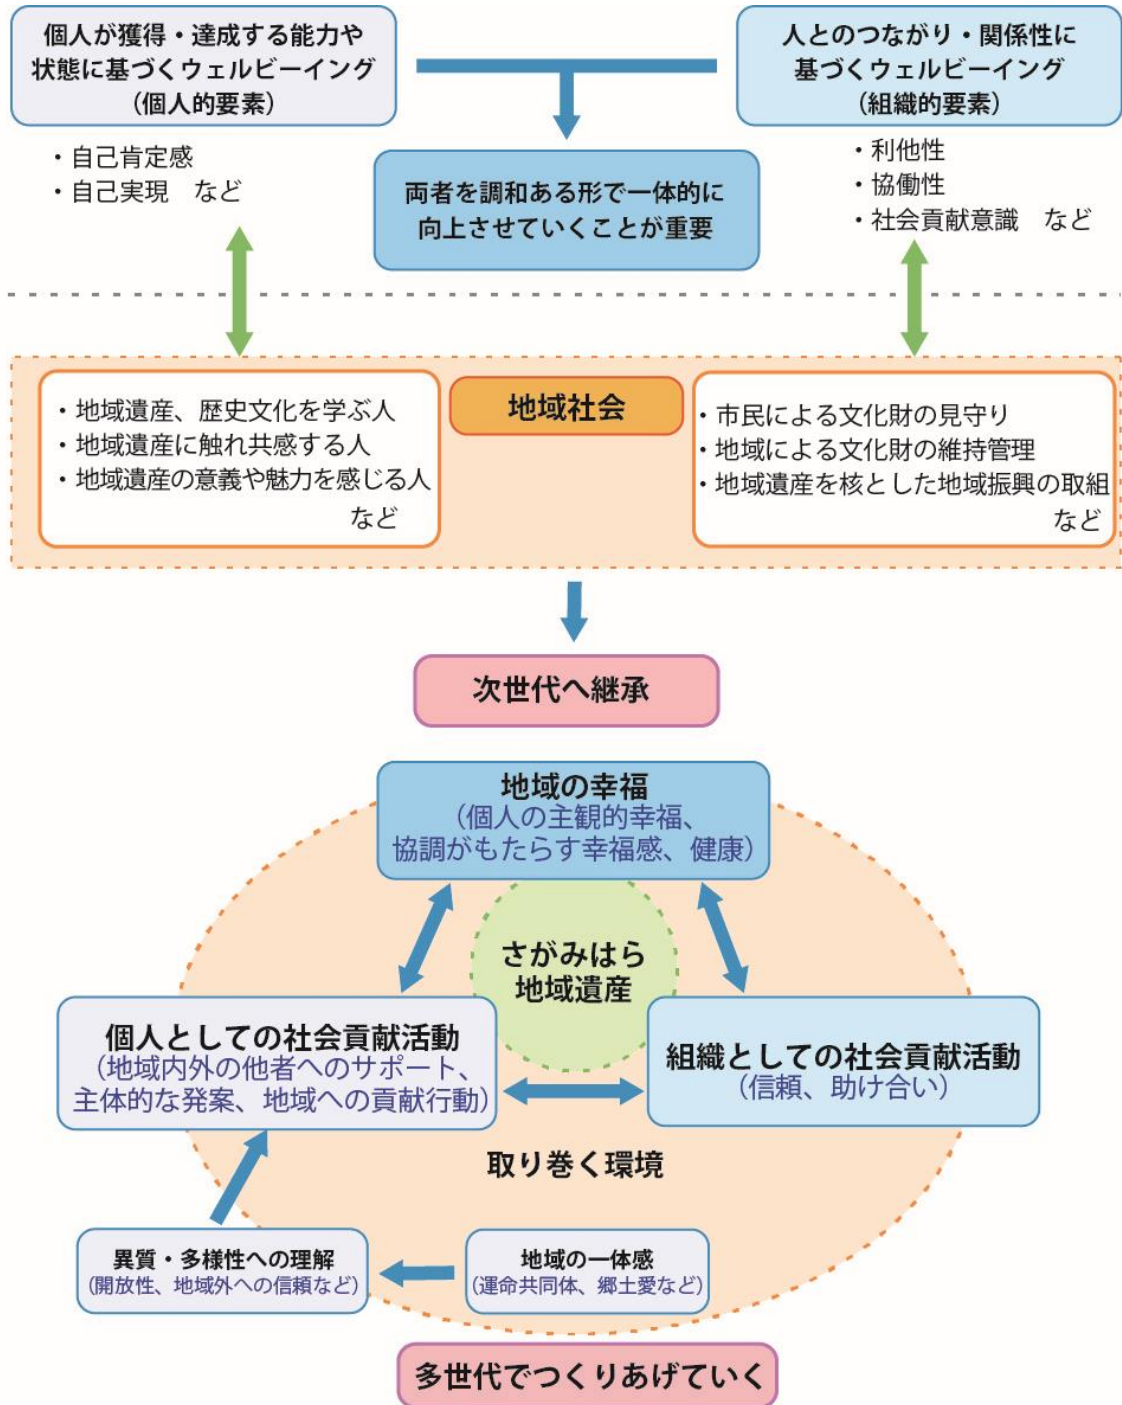 個人が獲得・達成する能力や
状態に基づくウェルビーイング
（個人的要素）
・自己肯定感
・自己実現　など
人とのつながり・関係性に
基づくウェルビーイング
（組織的要素）
・利他性
・協働性
・社会貢献意識　など
両者を調和ある形で一体的に
向上させていくことが重要
地域社会
・地域遺産、歴史文化を学ぶ人
・地域遺産に触れ共感する人
・地域遺産の意義や魅力を感じる人
など
・市民による文化財の見守り
・地域による文化財の維持管理
・地域遺産を核とした地域振興の取組
など
次世代へ継承
地域の幸福
（個人の主観的幸福、
協調がもたらす幸福感、健康）
さがみはら
地域遺産
個人としての社会貢献活動
（地域内外の他者へのサポート、
主体的な発案、地域への貢献行動）
組織としての社会貢献活動
（信頼、助け合い）
取り巻く環境
異質・多様性への理解
（開放性、地域外への信頼など）
地域の一体感
（運命共同体、郷土愛など）
多世代でつくりあげていく